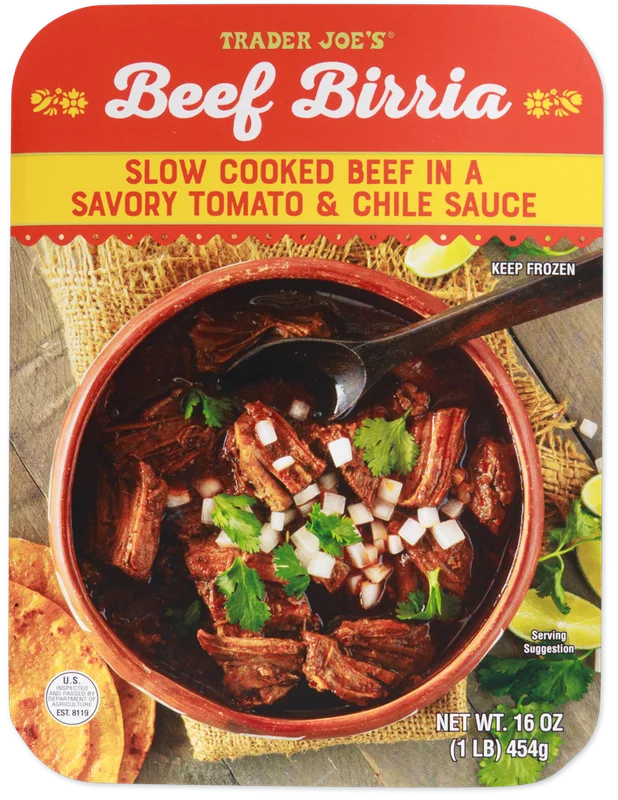 TRADER JOE'S®
Beef Birria
SLOW COOKED BEEF IN A
SAVORY TOMATO & CHILE SAUCE
KEEP FROZEN
Serving
Suggestion
U.S.
INSPECTED
AND PASSED BY
DEPARTMENT OF
AGRICULTURE
EST. 8119
NET WT. 16 OZ
(1 LB) 454g